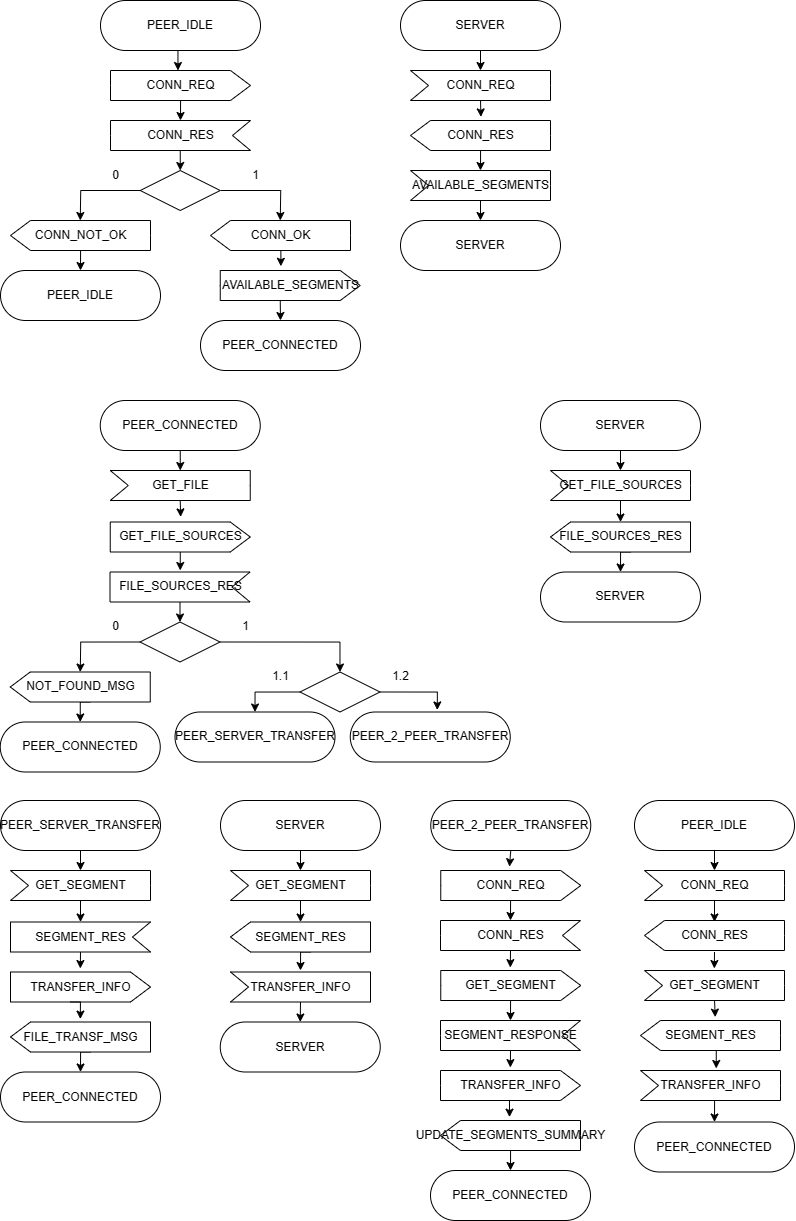 PEER_IDLE
CONN_REQ
CONN_RES
0
1
CONN_NOT_OK
PEER_IDLE
CONN_OK
AVAILABLE_SEGMENTS
PEER_CONNECTED
SERVER
CONN_REQ
CONN_RES
AVAILABLE_SEGMENTS
SERVER
PEER_CONNECTED
GET_FILE
GET_FILE_SOURCES
FILE_SOURCES_RES
0
1
NOT_FOUND_MSG
PEER_CONNECTED
1.1
1.2
PEER_SERVER_TRANSFER
PEER_2_PEER_TRANSFER
SERVER
GET_FILE_SOURCES
FILE_SOURCES_RES
SERVER
PEER_SERVER_TRANSFER
GET_SEGMENT
SEGMENT_RES
TRANSFER_INFO
FILE_TRANSF_MSG
PEER_CONNECTED
SERVER
GET_SEGMENT
SEGMENT_RES
TRANSFER_INFO
SERVER
PEER_2_PEER_TRANSFER
CONN_REQ
CONN_RES
GET_SEGMENT
SEGMENT_RESPONSE
TRANSFER_INFO
UPDATE_SEGMENTS_SUMMARY
PEER_CONNECTED
PEER_IDLE
CONN_REQ
CONN_RES
GET_SEGMENT
SEGMENT_RES
TRANSFER_INFO
PEER_CONNECTED